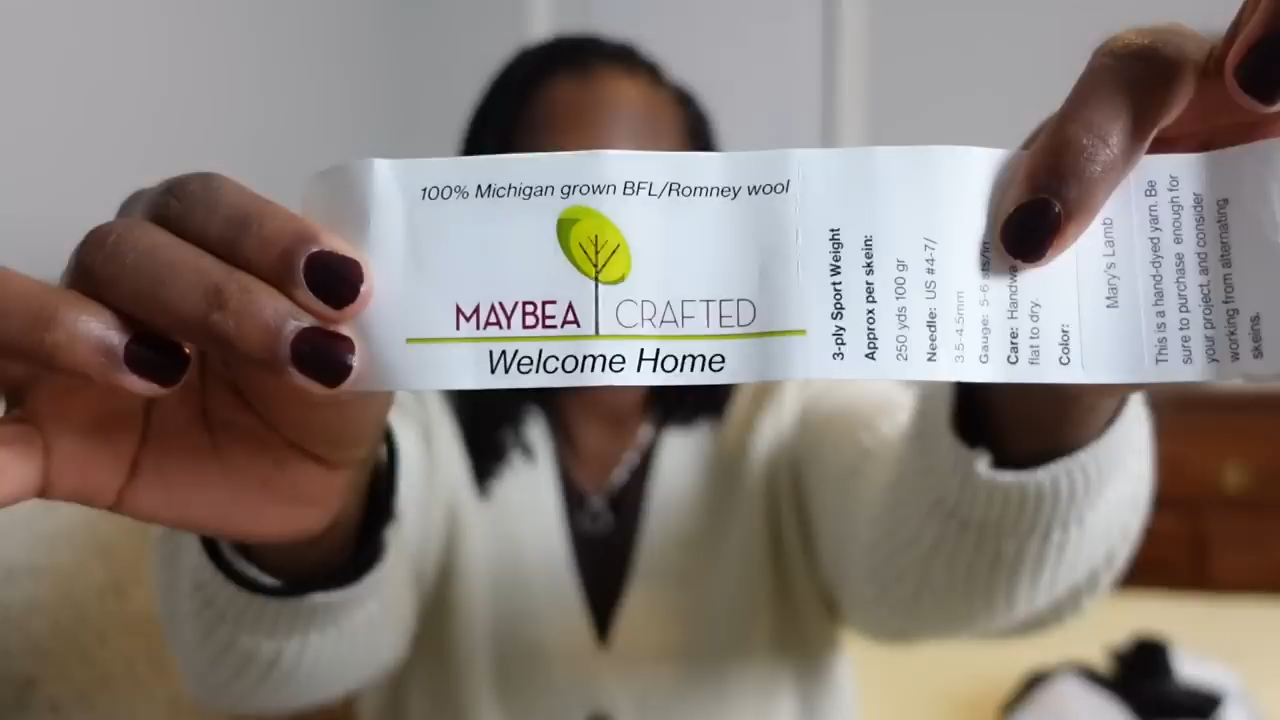 100% Michigan grown BFL/Romney wool
MAYBEA CRAFTED
Welcome Home
3-ply Sport Weight
Approx per skein:
250 yds 100 gr
Needle: US #4-7/
3.5-4.5mm
Gauge: 5-6
Care:
flat to dry.
Color:
Mary's Lamb
This is a hand-dyed yarn. Be
sure to purchase enough for
your project, and consider
working from alternating
skeins.